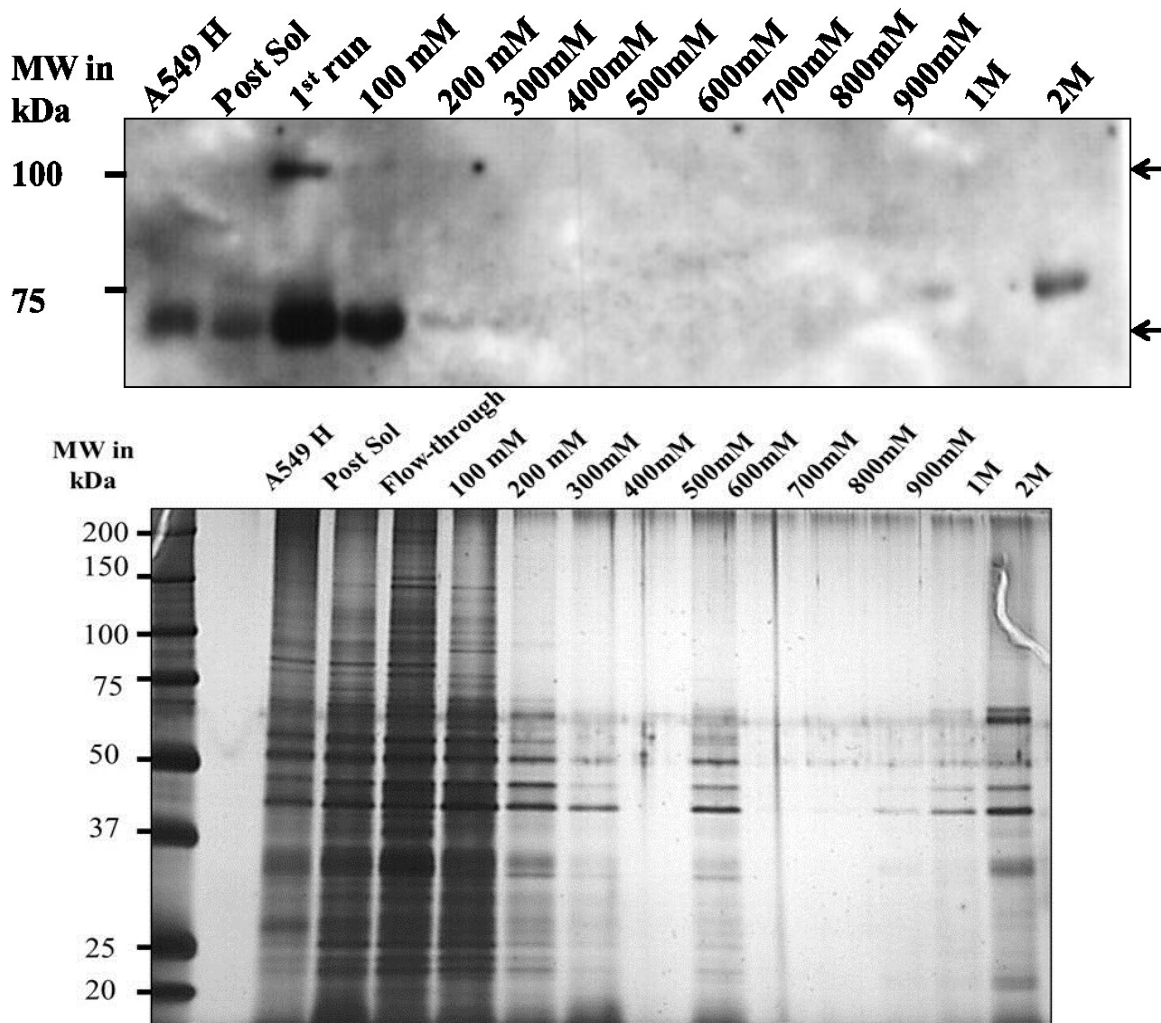 MW in
kDa
A549 H
Post Sol
1st run
100 mM
200 mM
300mM
400mM
500mM
600mM
700mM
800mM
900mM
1M
2M
100
75
MW in
kDa
A549 H
Post Sol
Flow-through
100 mM
200 mM
300mM
400mM
500mM
600mM
700mM
800mM
900mM
1M
2M
200
150
100
75
50
37
25
20